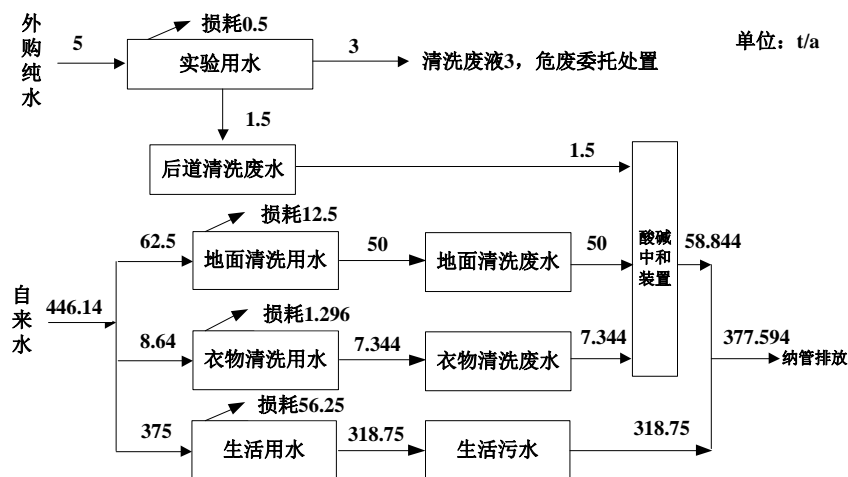 外购纯水
5
损耗0.5
实验用水
3
清洗废液3，危废委托处置
单位：t/a
1.5
后道清洗废水
1.5
自来水
446.14
62.5
损耗12.5
地面清洗用水
50
地面清洗废水
50
酸碱
中和
装置
58.844
8.64
损耗1.296
衣物清洗用水
7.344
衣物清洗废水
7.344
377.594
纳管排放
375
损耗56.25
生活用水
318.75
生活污水
318.75